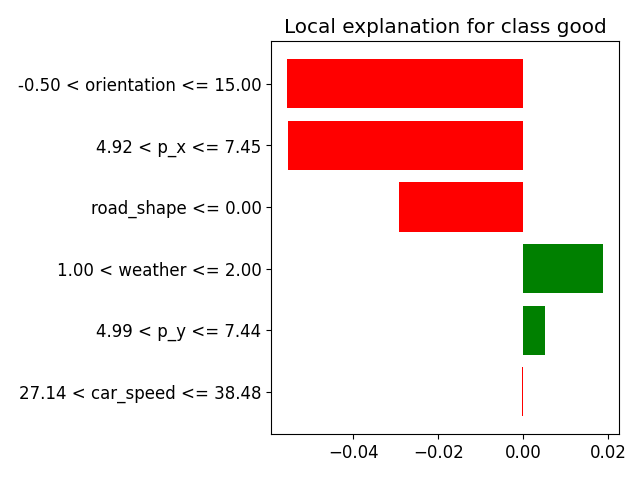 Local explanation for class good
-0.50 < orientation <= 15.00
4.92 < p_x <= 7.45
road_shape <= 0.00
1.00 < weather <= 2.00
4.99 < p_y <= 7.44
27.14 < car_speed <= 38.48
−0.04 −0.02 0.00 0.02